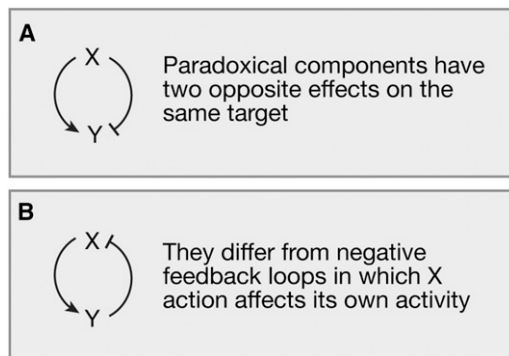 A
X
Y
Paradoxical components have
two opposite effects on the
same target
B
X
Y
They differ from negative
feedback loops in which X
action affects its own activity